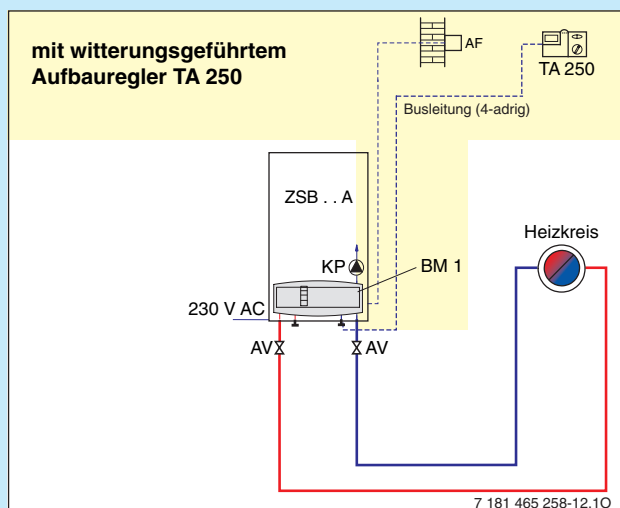 mit witterungsgeführtem
Aufbauregler TA 250
AF
TA 250
Busleitung (4-adrig)
ZSB . . A
Heizkreis
KP
BM 1
230 V AC
AV
AV
7 181 465 258-12.1O